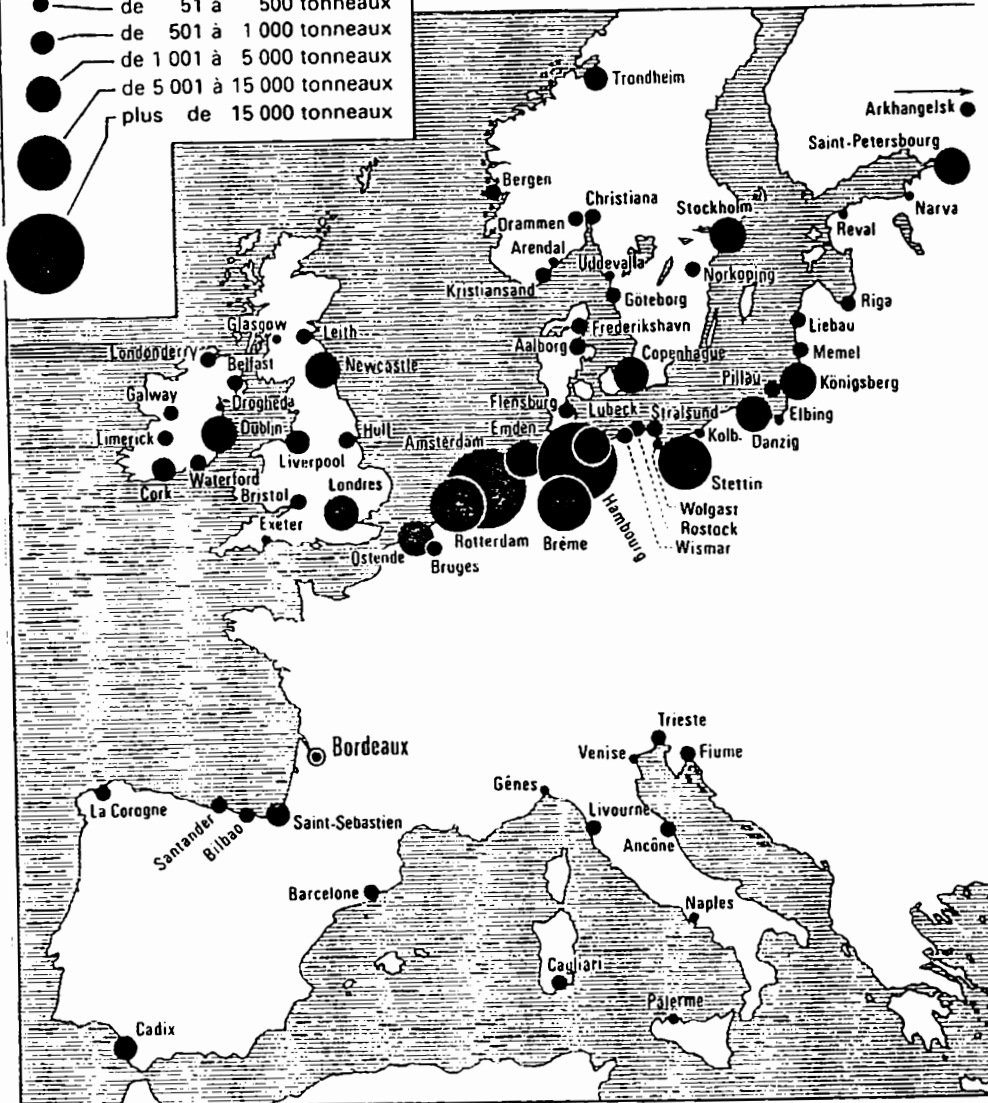 de 51 à 500 tonneaux
de 501 à 1 000 tonneaux
de 1 001 à 5 000 tonneaux
de 5 001 à 15 000 tonneaux
plus de 15 000 tonneaux
Trondheim
Arkhangelsk
Saint-Petersbourg
Bergen
Christiana
Narva
Drammen
Stockholm
Reval
Arendal
Uddevalla
Norkoping
Kristiansand
Göteborg
Riga
Glasgow
Leith
Frederikshavn
Liebau
Londonderry
Aalborg
Copenhague
Memel
Belfast
Newcastle
Pillau
Königsberg
Galway
Drogheda
Flensburg
Lubeck
Stralsund
Elbing
Limerick
Dublin
Hull
Amsterdam
Emden
Kolb.
Danzig
Liverpool
Cork
Waterford
Bristol
Londres
Stettin
Exeter
Hambourg
Wolgast
Rostock
Wismar
Ostende
Bruges
Rotterdam
Brême
Bordeaux
Trieste
Venise
Fiume
Gênes
La Corogne
Santander
Bilbao
Saint-Sebastien
Livourne
Ancône
Barcelone
Naples
Cagliari
Palerme
Cadix